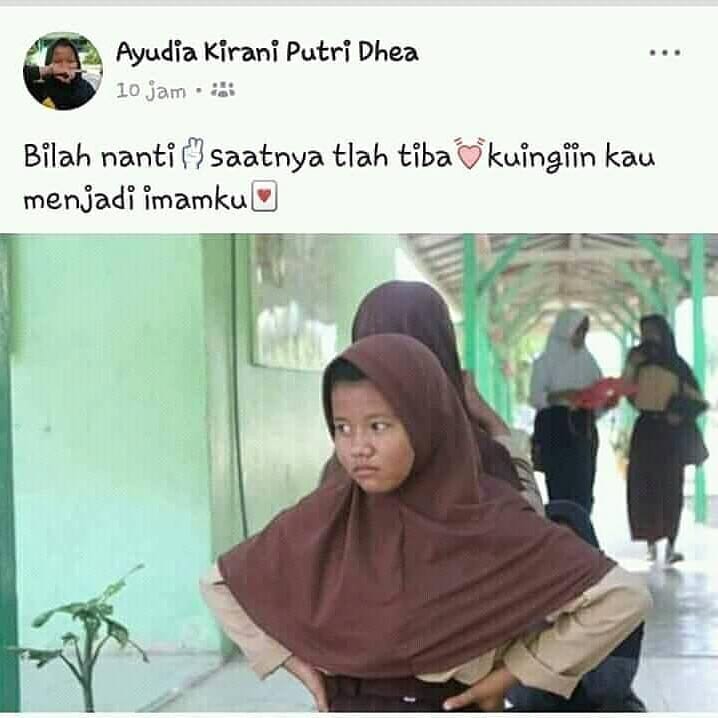 Ayudia Kirani Putri Dhea
10 jam
Bilah nanti✌️saatnya tlah tiba💓kuingiin kau
menjadi imamku💌